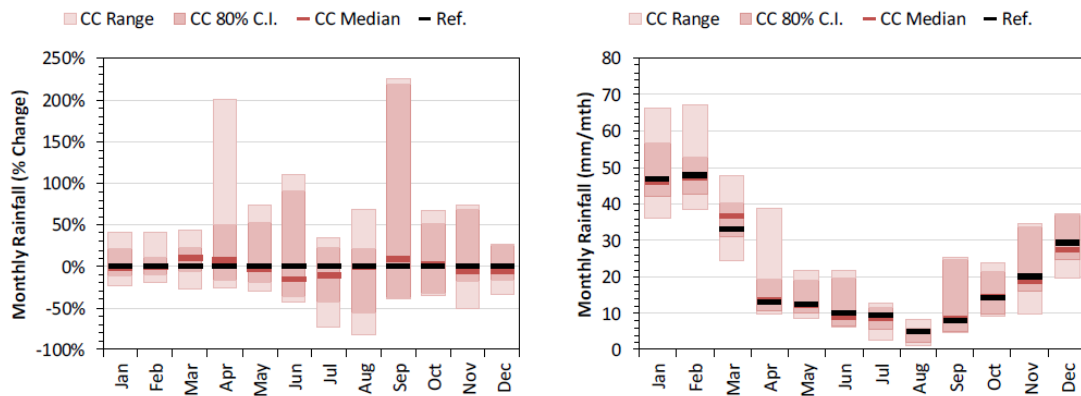 CC Range CC 80% C.I. CC Median Ref.
Monthly Rainfall (% Change)
250%
200%
150%
100%
50%
0%
-50%
-100%
Jan Feb Mar Apr May Jun Jul Aug Sep Oct Nov Dec
CC Range CC 80% C.I. CC Median Ref.
Monthly Rainfall (mm/mth)
80
70
60
50
40
30
20
10
0
Jan Feb Mar Apr May Jun Jul Aug Sep Oct Nov Dec